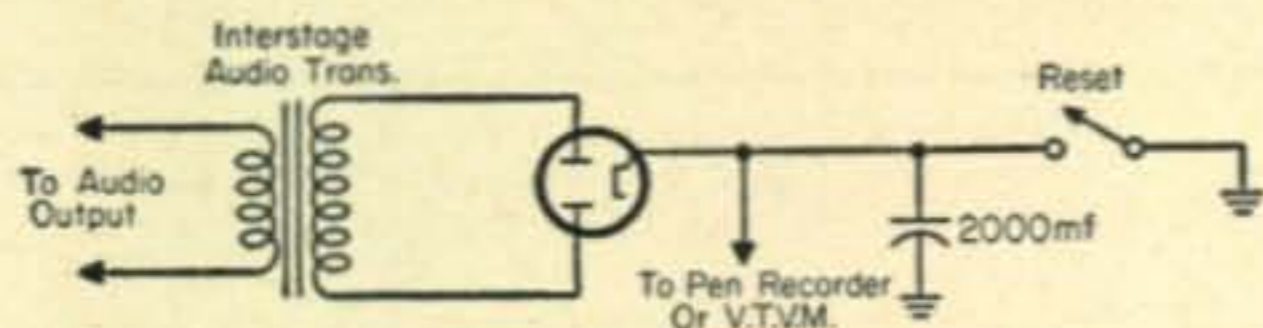 Interstage
Audio Trans.
Reset
To Audio
Output
2000mf
To Pen Recorder
Or V.T.V.M.